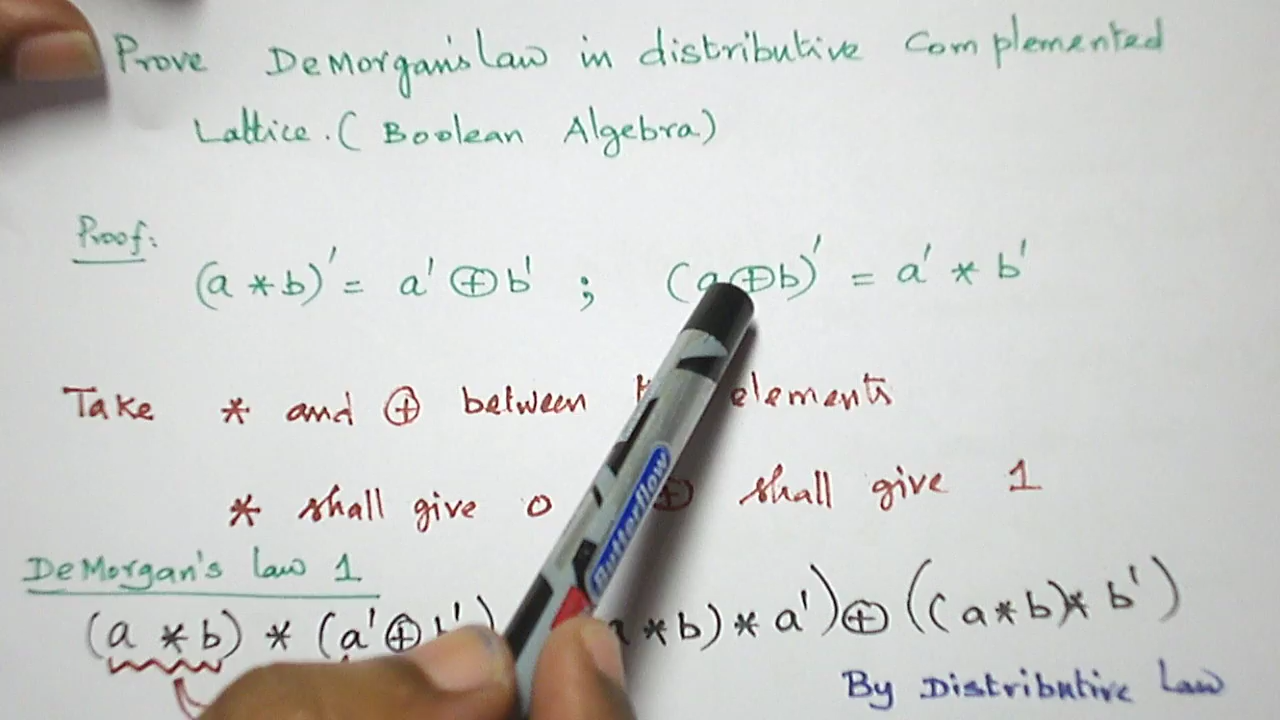 Prove DeMorgan's Law in distributive Complemented
Lattice. ( Boolean Algebra)
Proof:
(a * b)' = a' ⊕ b' ; (a ⊕ b)' = a' * b'
Take * and ⊕ between elements
* shall give 0 ⊕ shall give 1
DeMorgan's law 1
(a * b) * (a' ⊕ b') * b) * a') ⊕ ((a * b) * b')
By Distributive Law
Butterflow